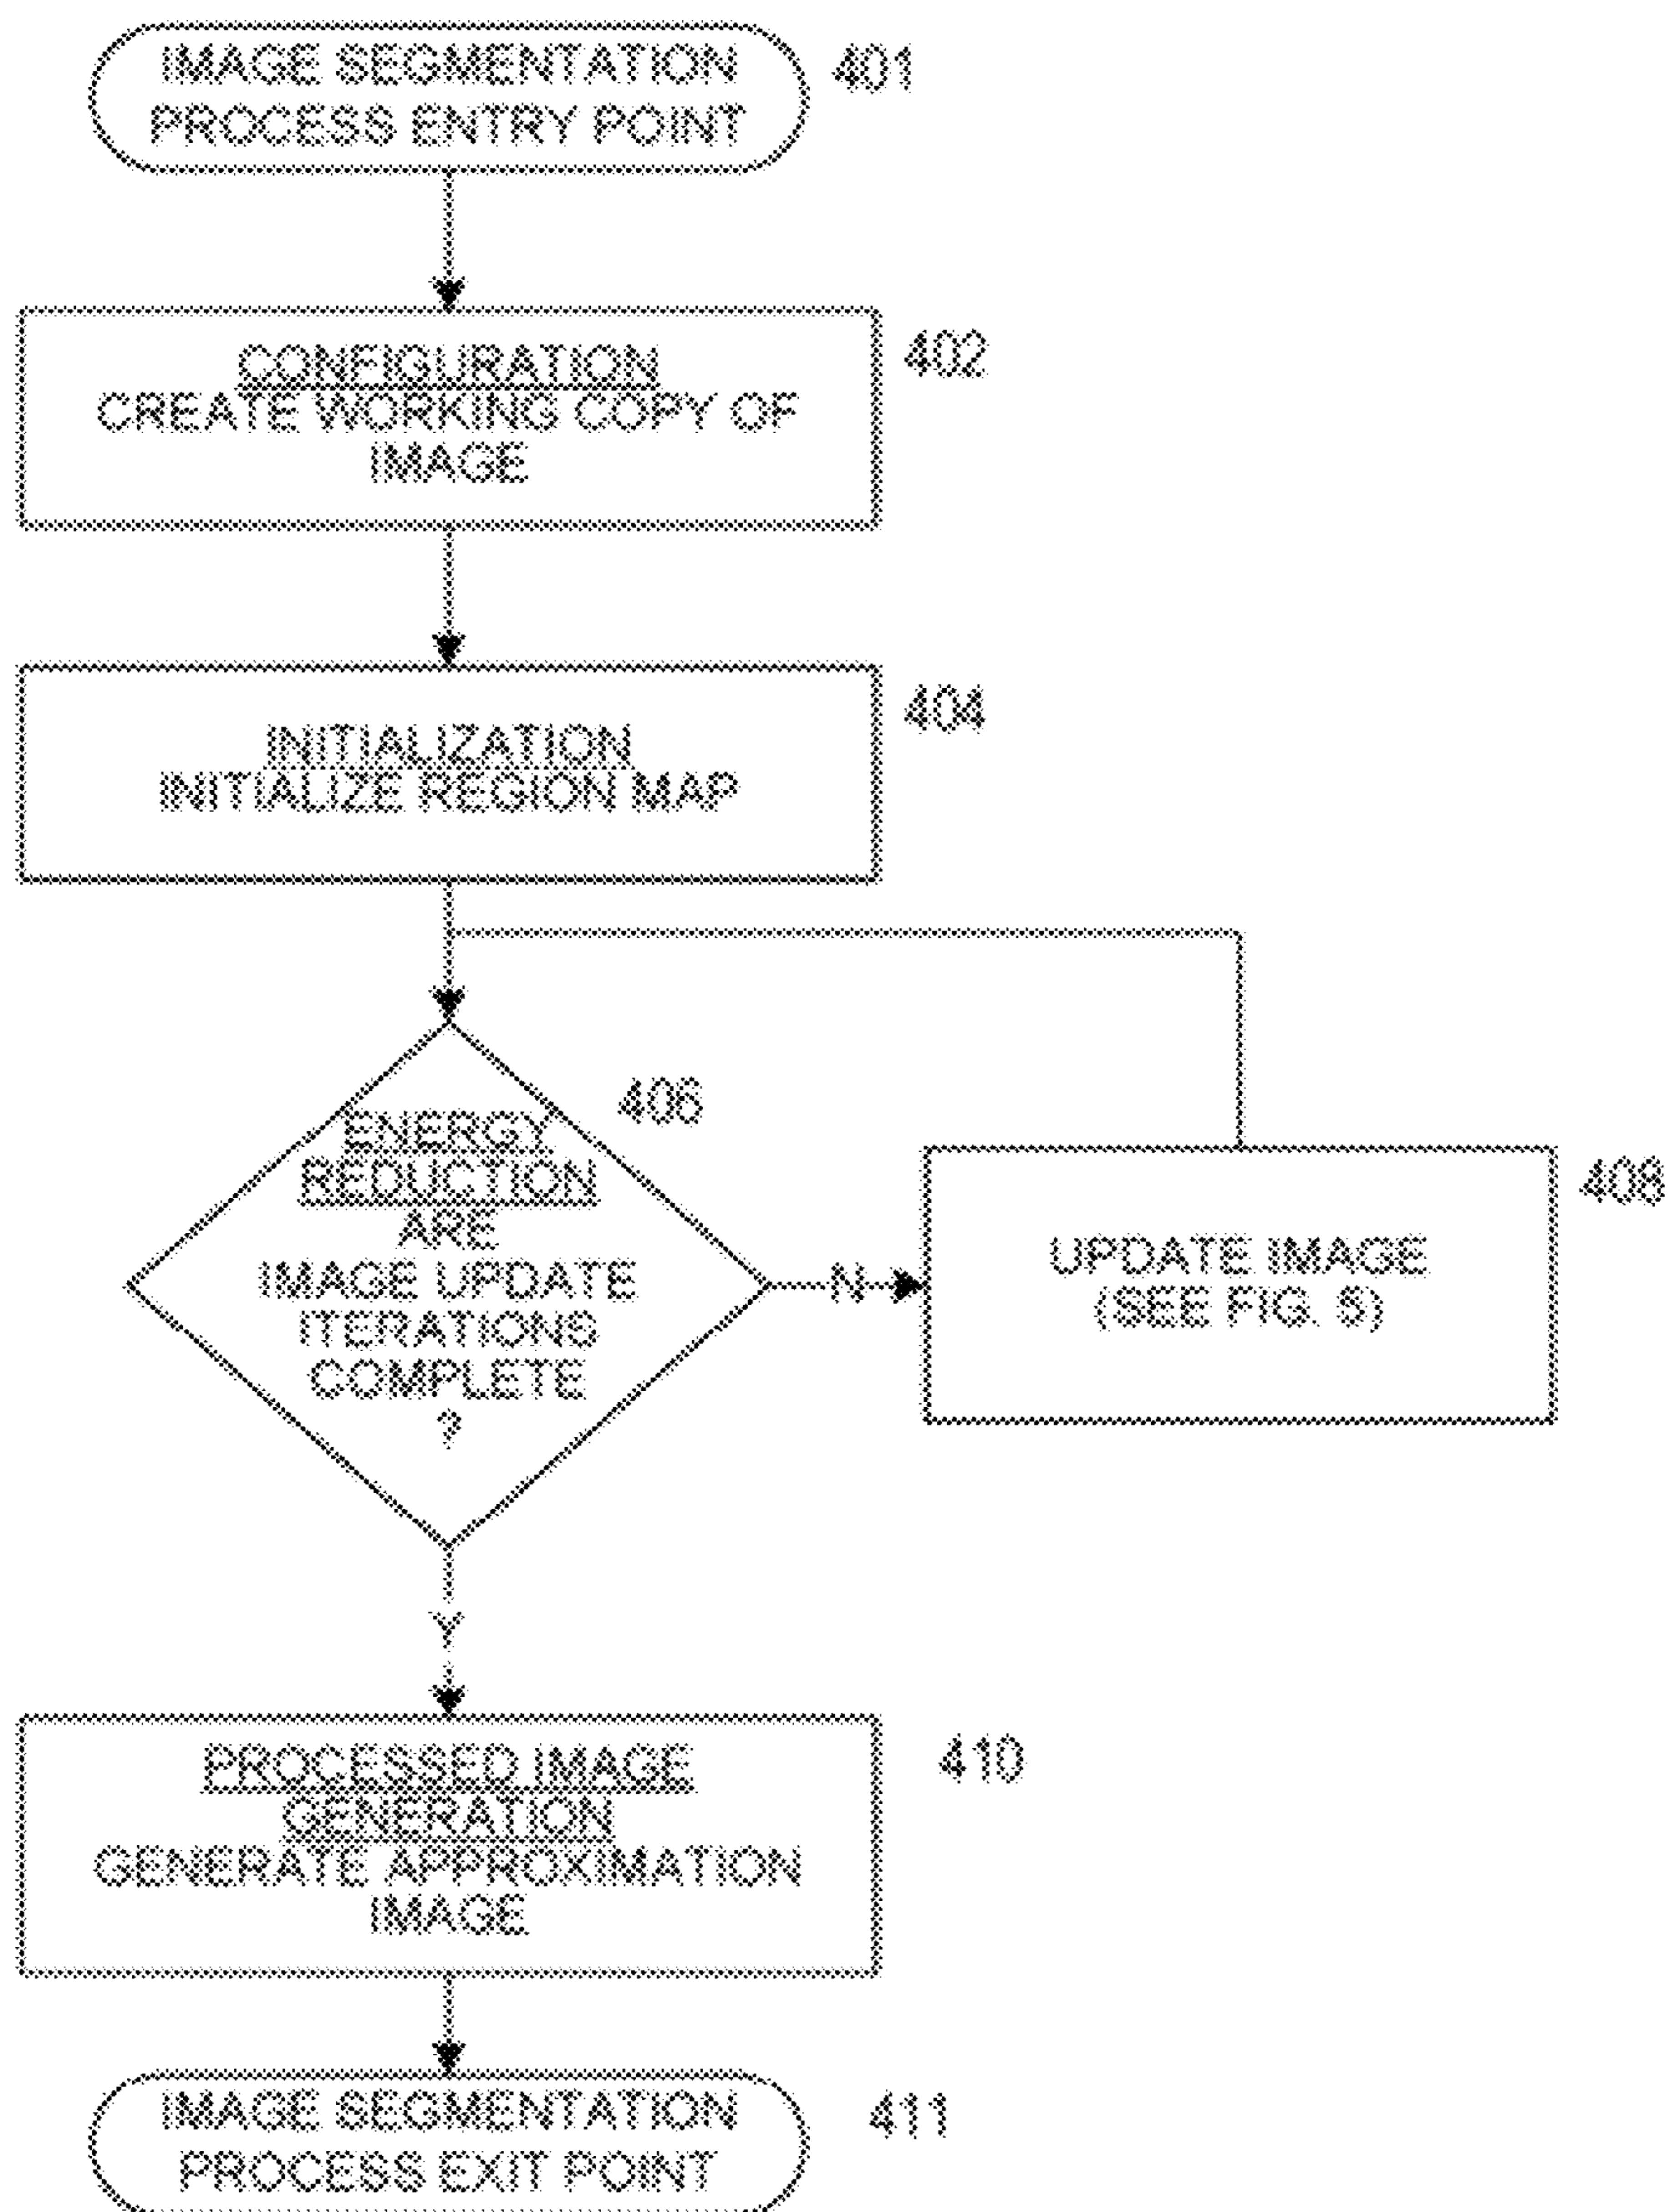 IMAGE SEGMENTATION
PROCESS ENTRY POINT
401
CONFIGURATION
CREATE WORKING COPY OF
IMAGE
402
INITIALIZATION
INITIALIZE REGION MAP
404
406
ENERGY
REDUCTION
ARE
IMAGE UPDATE
ITERATIONS
COMPLETE
?
N
UPDATE IMAGE
(SEE FIG. 5)
408
Y
PROCESSED IMAGE
GENERATION
GENERATE APPROXIMATION
IMAGE
410
IMAGE SEGMENTATION
PROCESS EXIT POINT
411